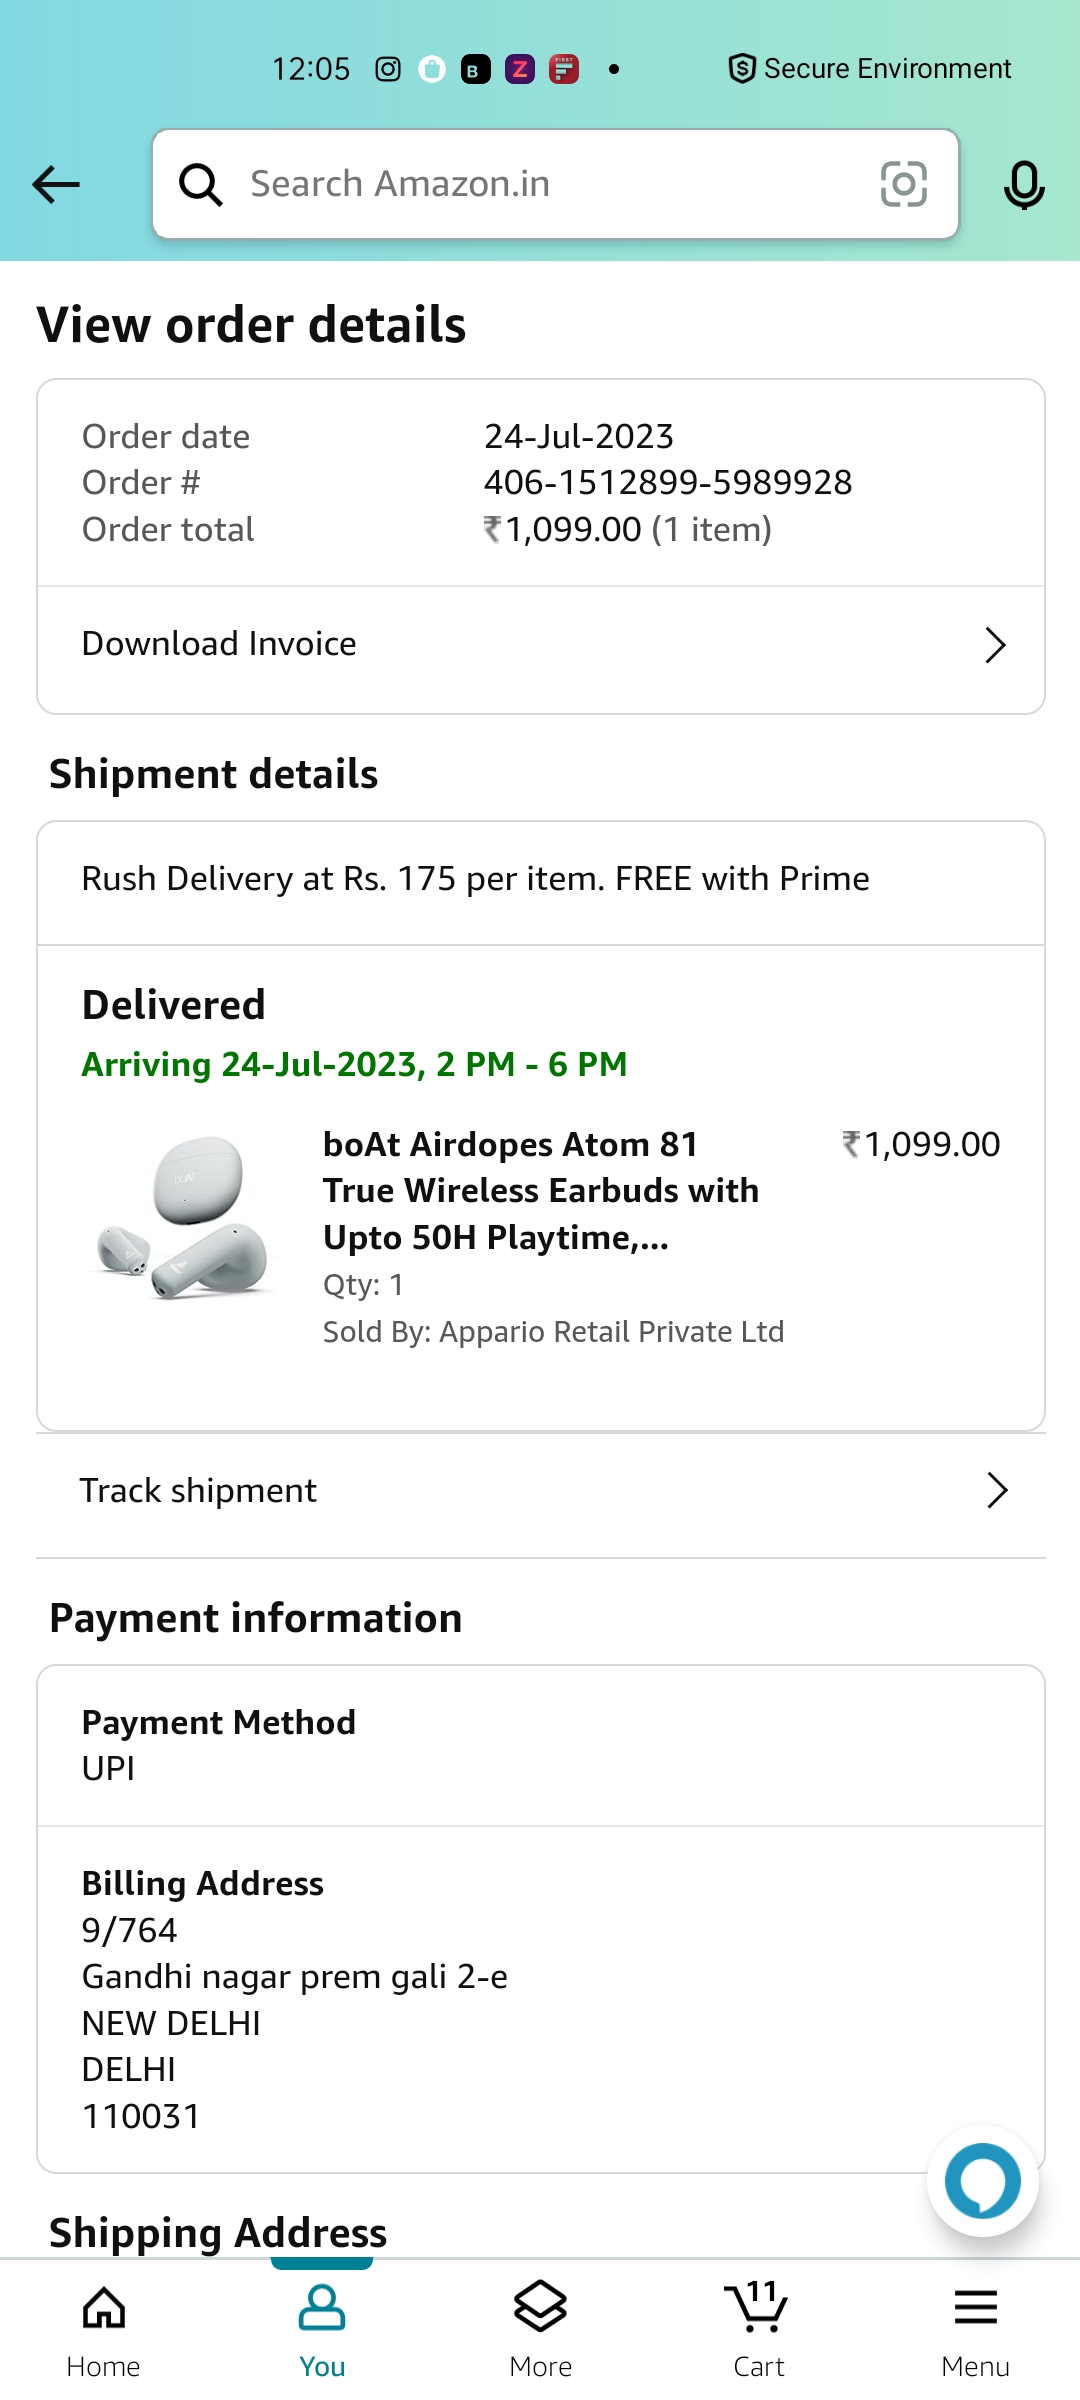 12:05
Secure Environment
Search Amazon.in
View order details
Order date 24-Jul-2023
Order # 406-1512899-5989928
Order total ₹1,099.00 (1 item)
Download Invoice
Shipment details
Rush Delivery at Rs. 175 per item. FREE with Prime
Delivered
Arriving 24-Jul-2023, 2 PM - 6 PM
boAt Airdopes Atom 81 ₹1,099.00
True Wireless Earbuds with
Upto 50H Playtime,...
Qty: 1
Sold By: Appario Retail Private Ltd
Track shipment
Payment information
Payment Method
UPI
Billing Address
9/764
Gandhi nagar prem gali 2-e
NEW DELHI
DELHI
110031
Shipping Address
11
Home You More Cart Menu